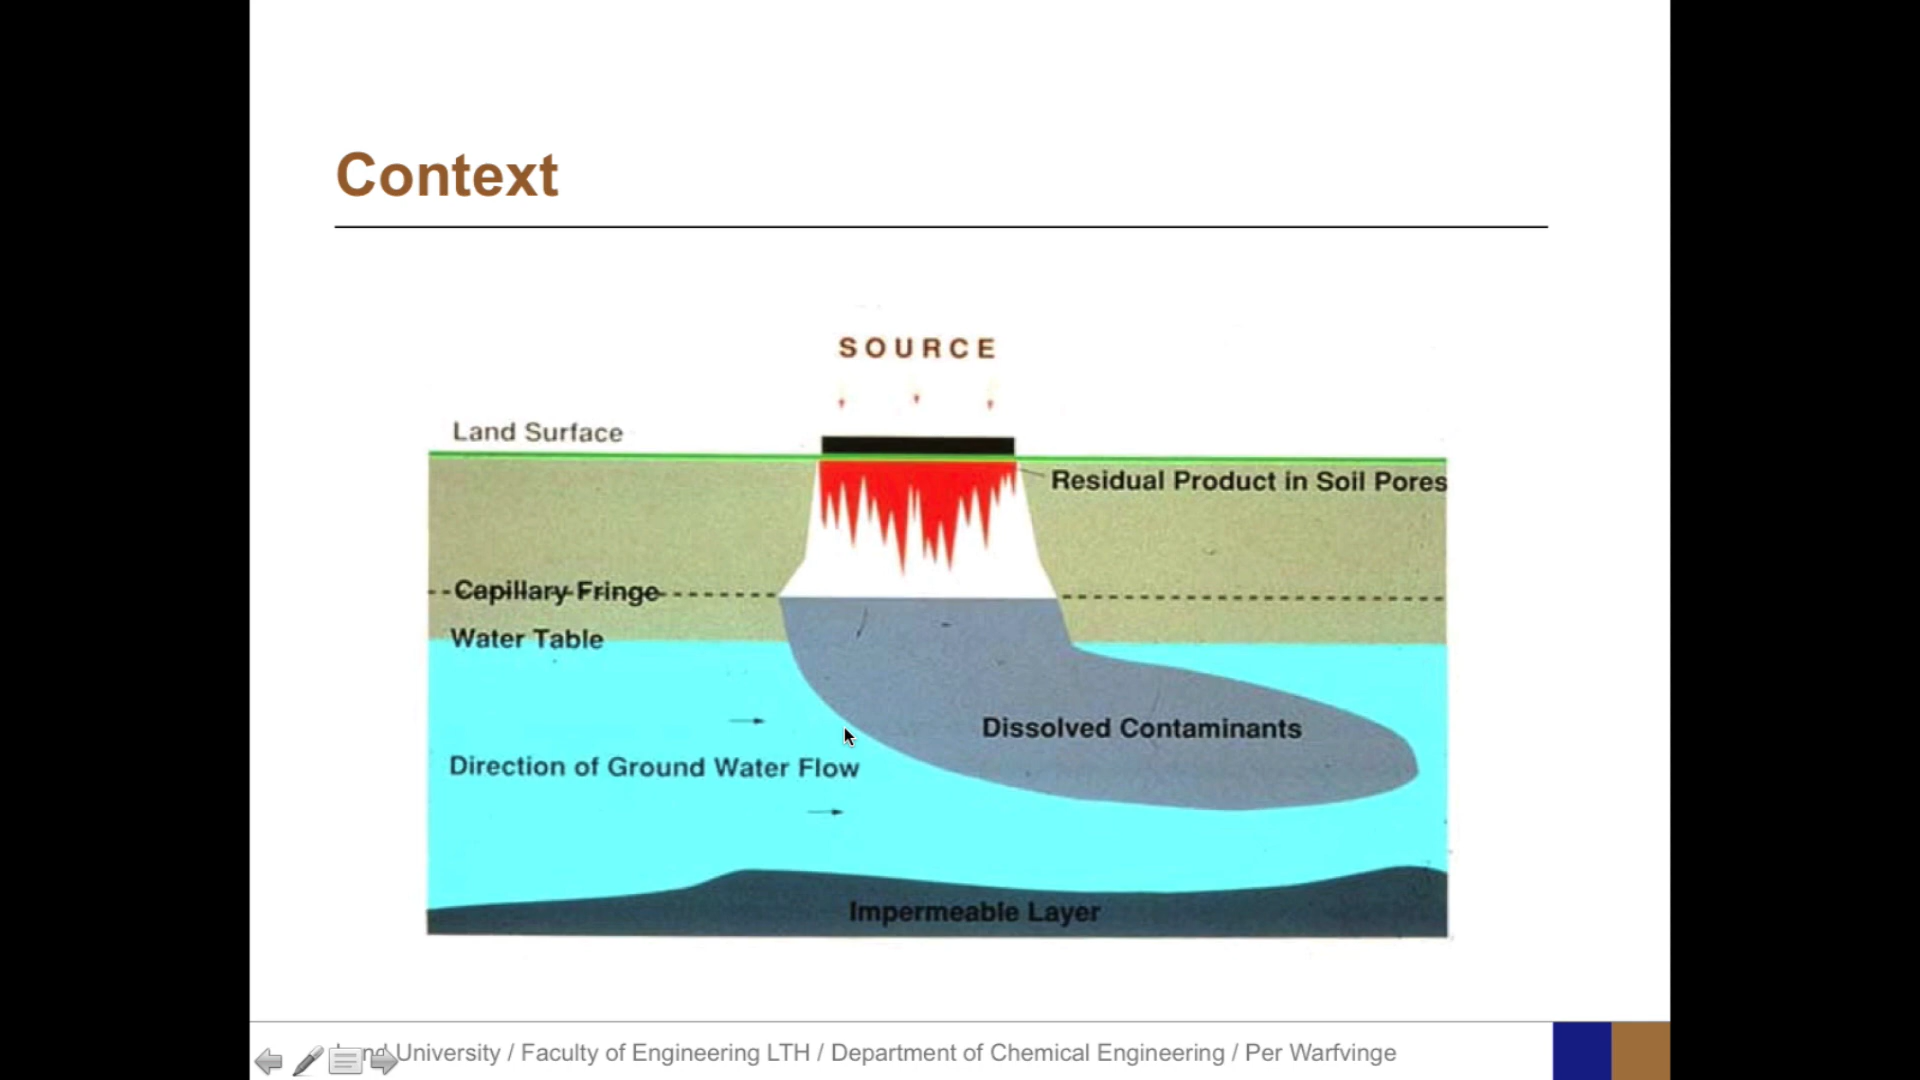 Context
SOURCE
Land Surface
Residual Product in Soil Pores
Capillary Fringe
Water Table
Dissolved Contaminants
Direction of Ground Water Flow
Impermeable Layer
University / Faculty of Engineering LTH / Department of Chemical Engineering / Per Warfvinge